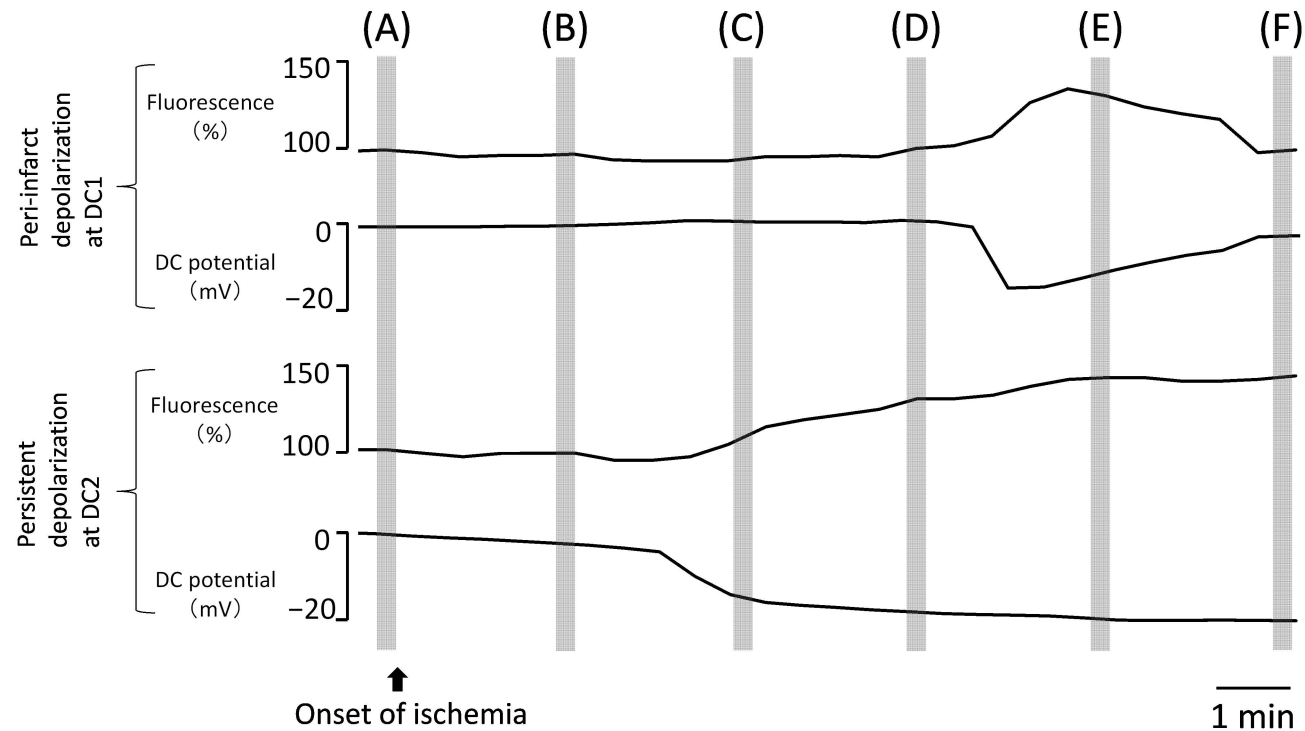 (A) (B) (C) (D) (E) (F)
Peri-infarct
depolarization
at DC1
Fluorescence
（%）
150
100
DC potential
（mV）
0
−20
Persistent
depolarization
at DC2
Fluorescence
（%）
150
100
DC potential
（mV）
0
−20
Onset of ischemia
1 min